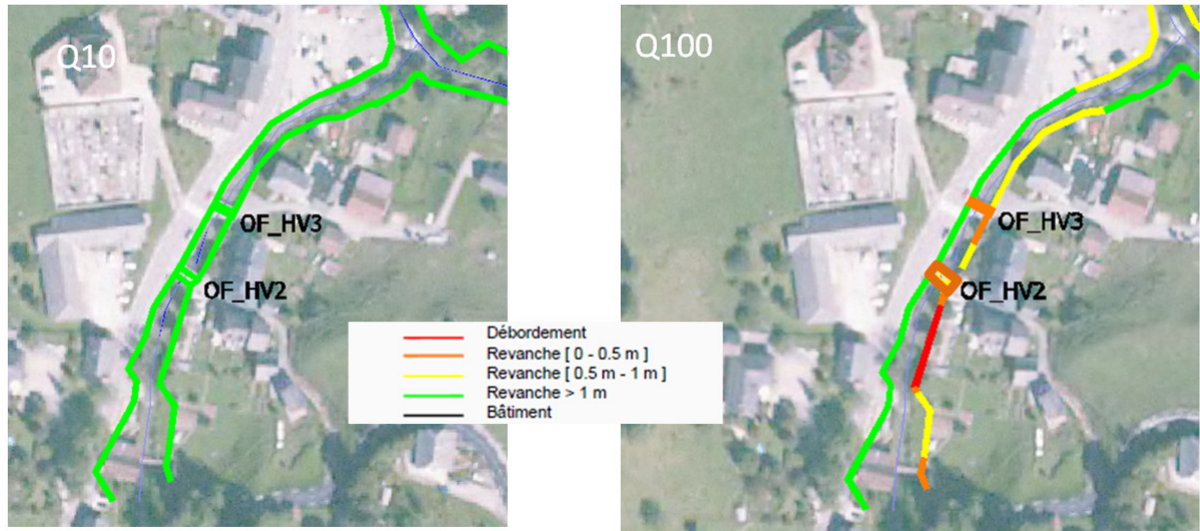 Q10
OF_HV3
OF_HV2
Q100
OF_HV3
OF_HV2
Débordement
Revanche [ 0 - 0.5 m ]
Revanche [ 0.5 m - 1 m ]
Revanche > 1 m
Bâtiment